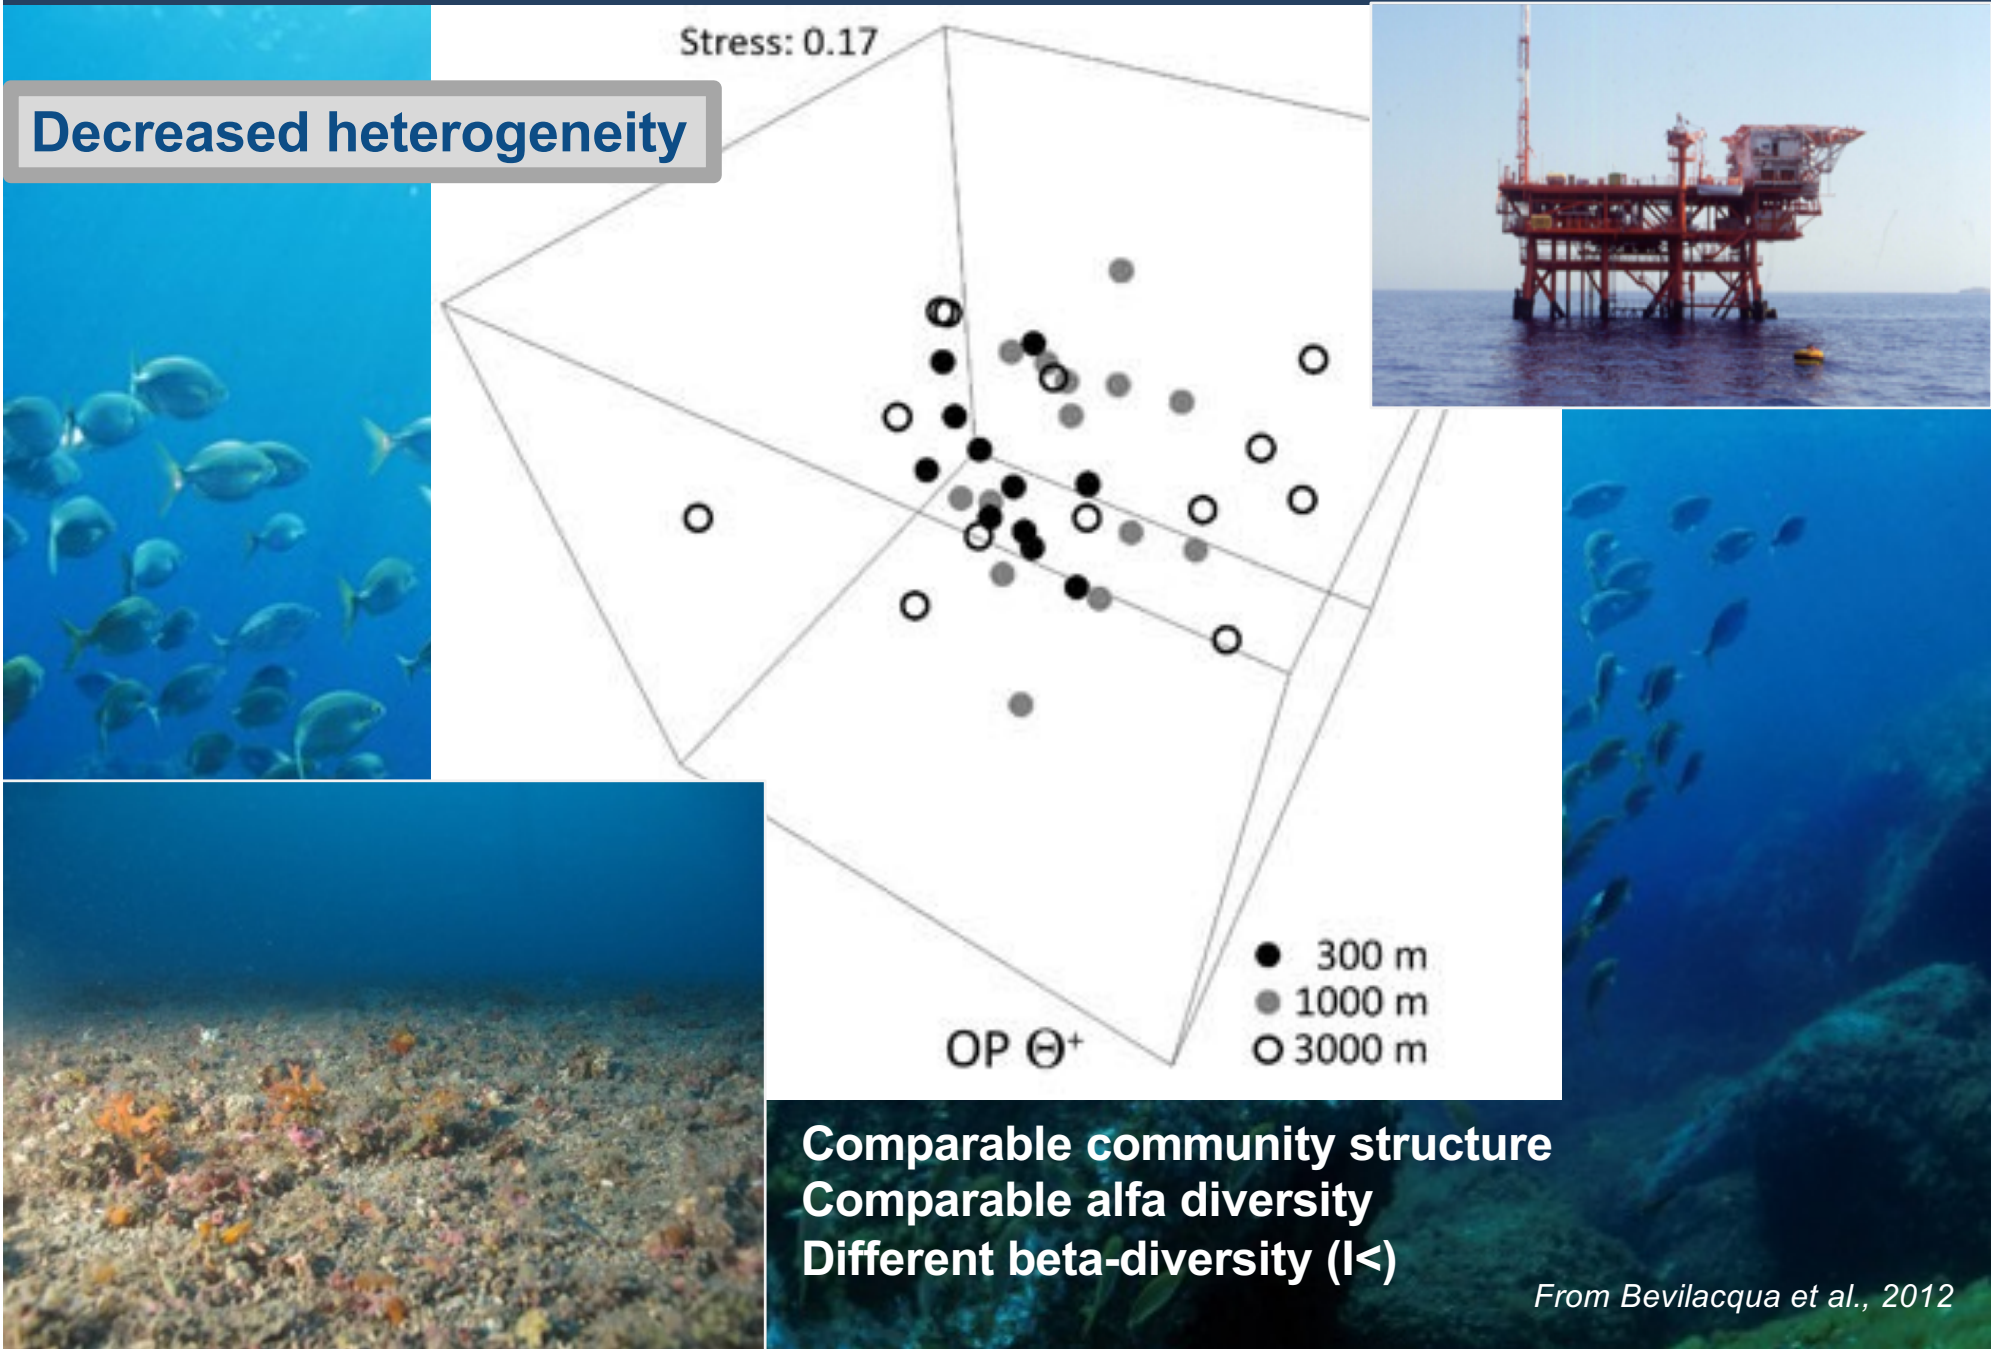 Stress: 0.17
Decreased heterogeneity
300 m
1000 m
3000 m
OP Θ⁺
Comparable community structure
Comparable alfa diversity
Different beta-diversity (I<)
From Bevilacqua et al., 2012